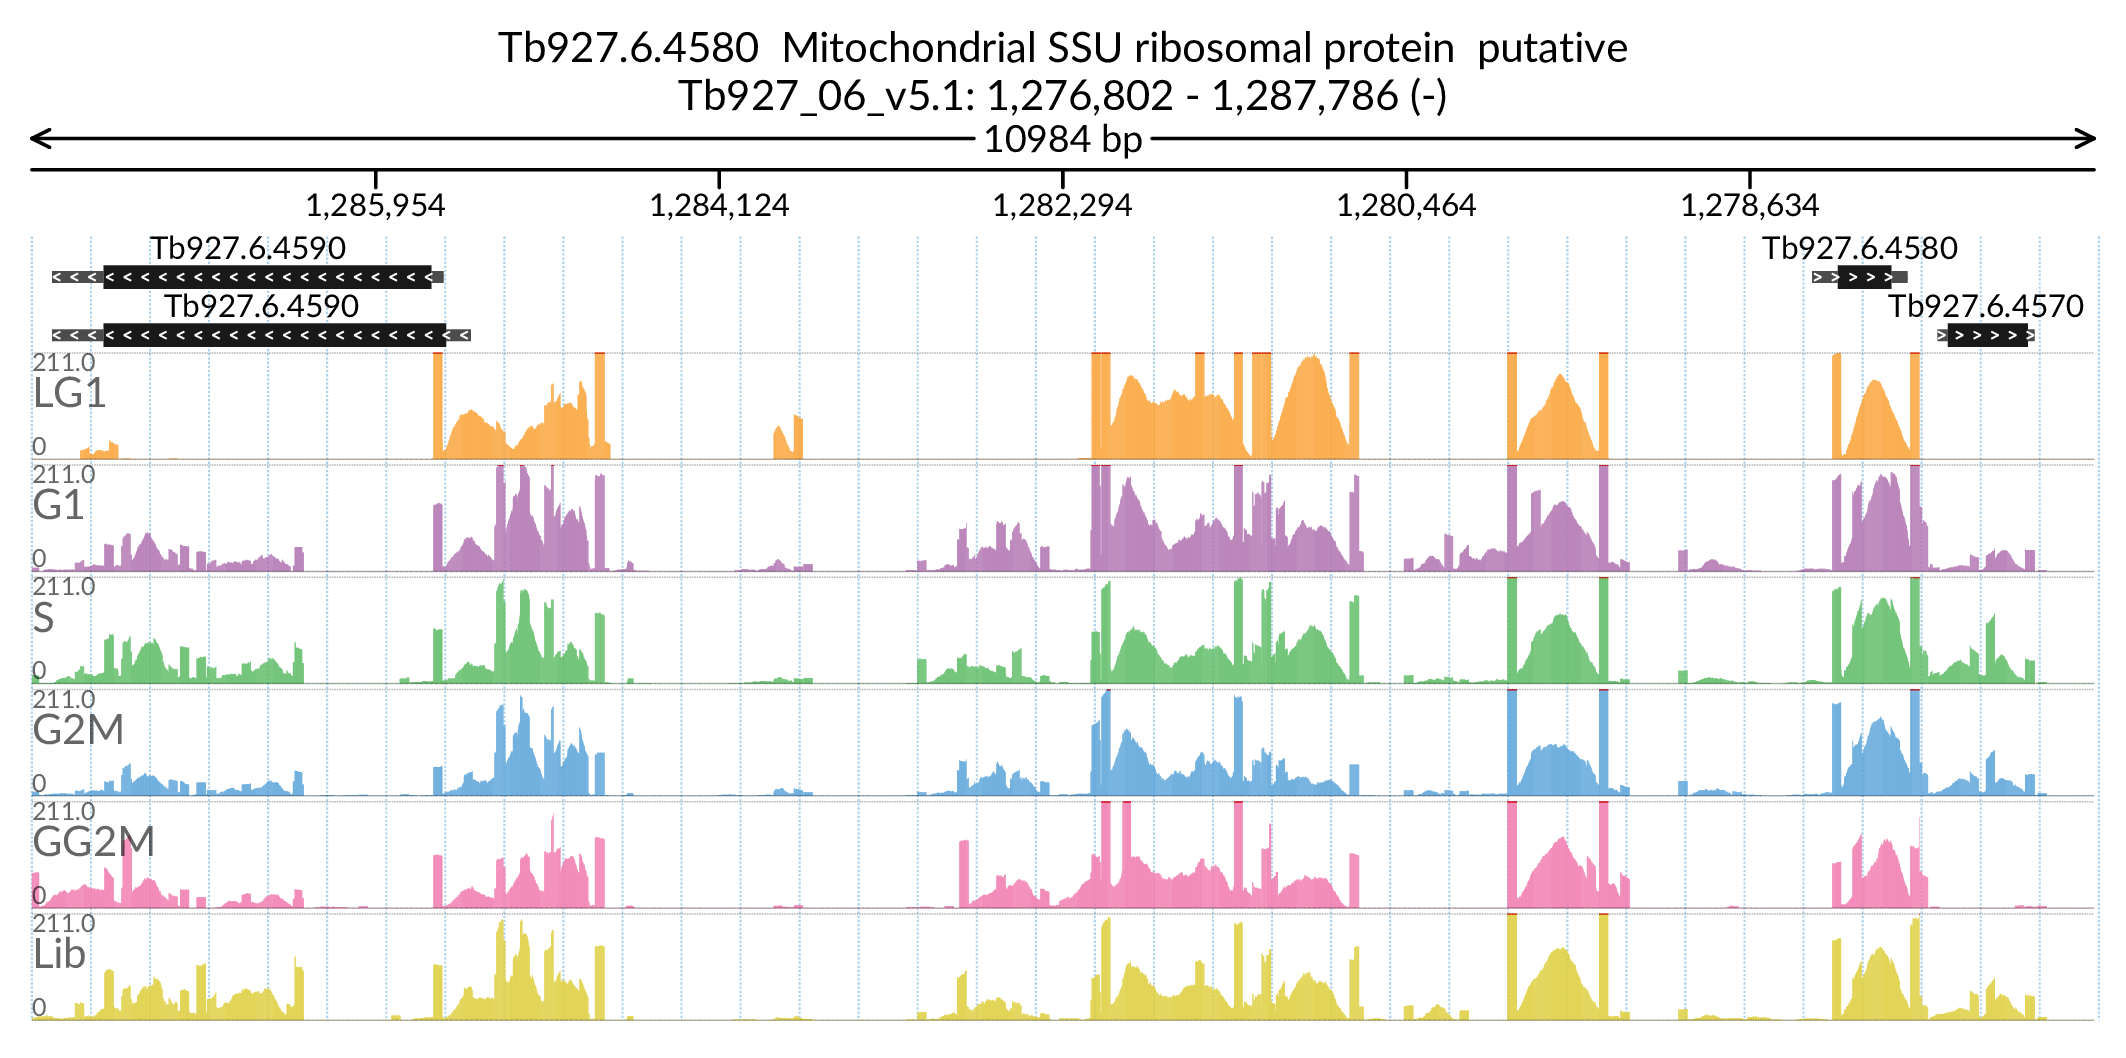 Tb927.6.4580  Mitochondrial SSU ribosomal protein  putative
Tb927_06_v5.1: 1,276,802 - 1,287,786 (-)
10984 bp
1,285,954 1,284,124 1,282,294 1,280,464 1,278,634
Tb927.6.4590 Tb927.6.4580
Tb927.6.4590 Tb927.6.4570
211.0
LG1
0
211.0
G1
0
211.0
S
0
211.0
G2M
0
211.0
GG2M
0
211.0
Lib
0